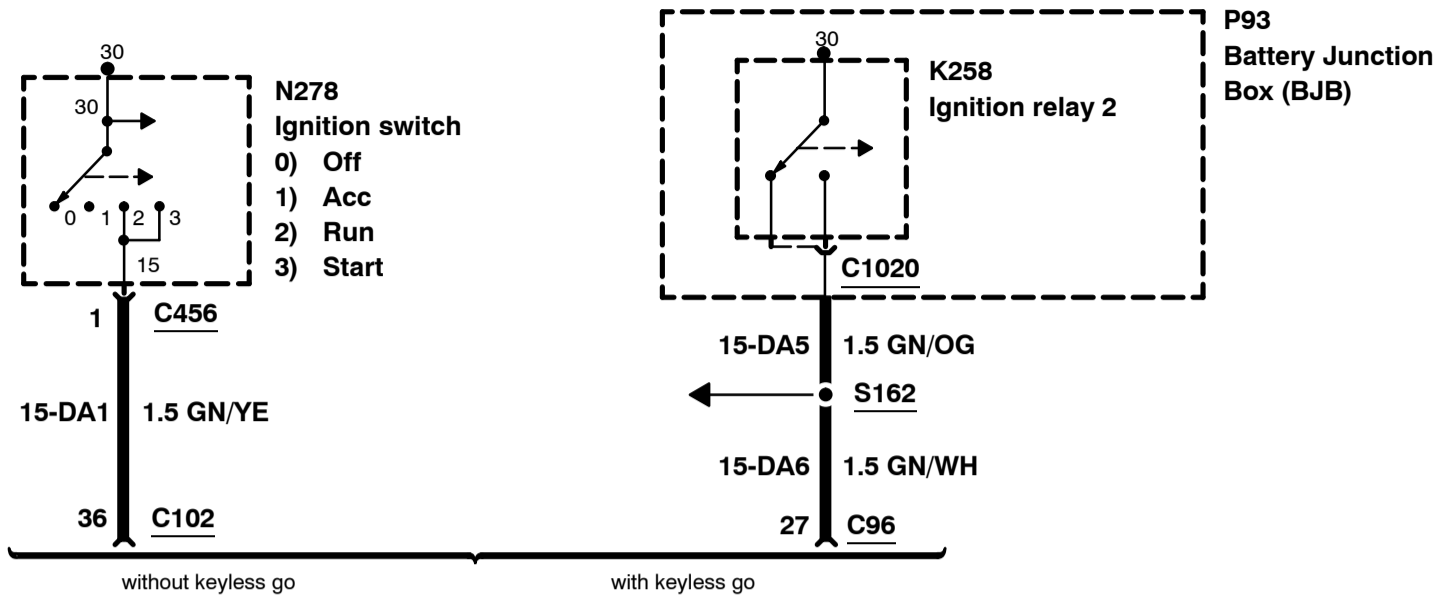 30
30
N278
Ignition switch
0) Off
1) Acc
2) Run
3) Start
0 1 2 3
15
1 C456
15-DA1 1.5 GN/YE
36 C102
without keyless go
P93
Battery Junction
Box (BJB)
30
K258
Ignition relay 2
C1020
15-DA5 1.5 GN/OG
S162
15-DA6 1.5 GN/WH
27 C96
with keyless go